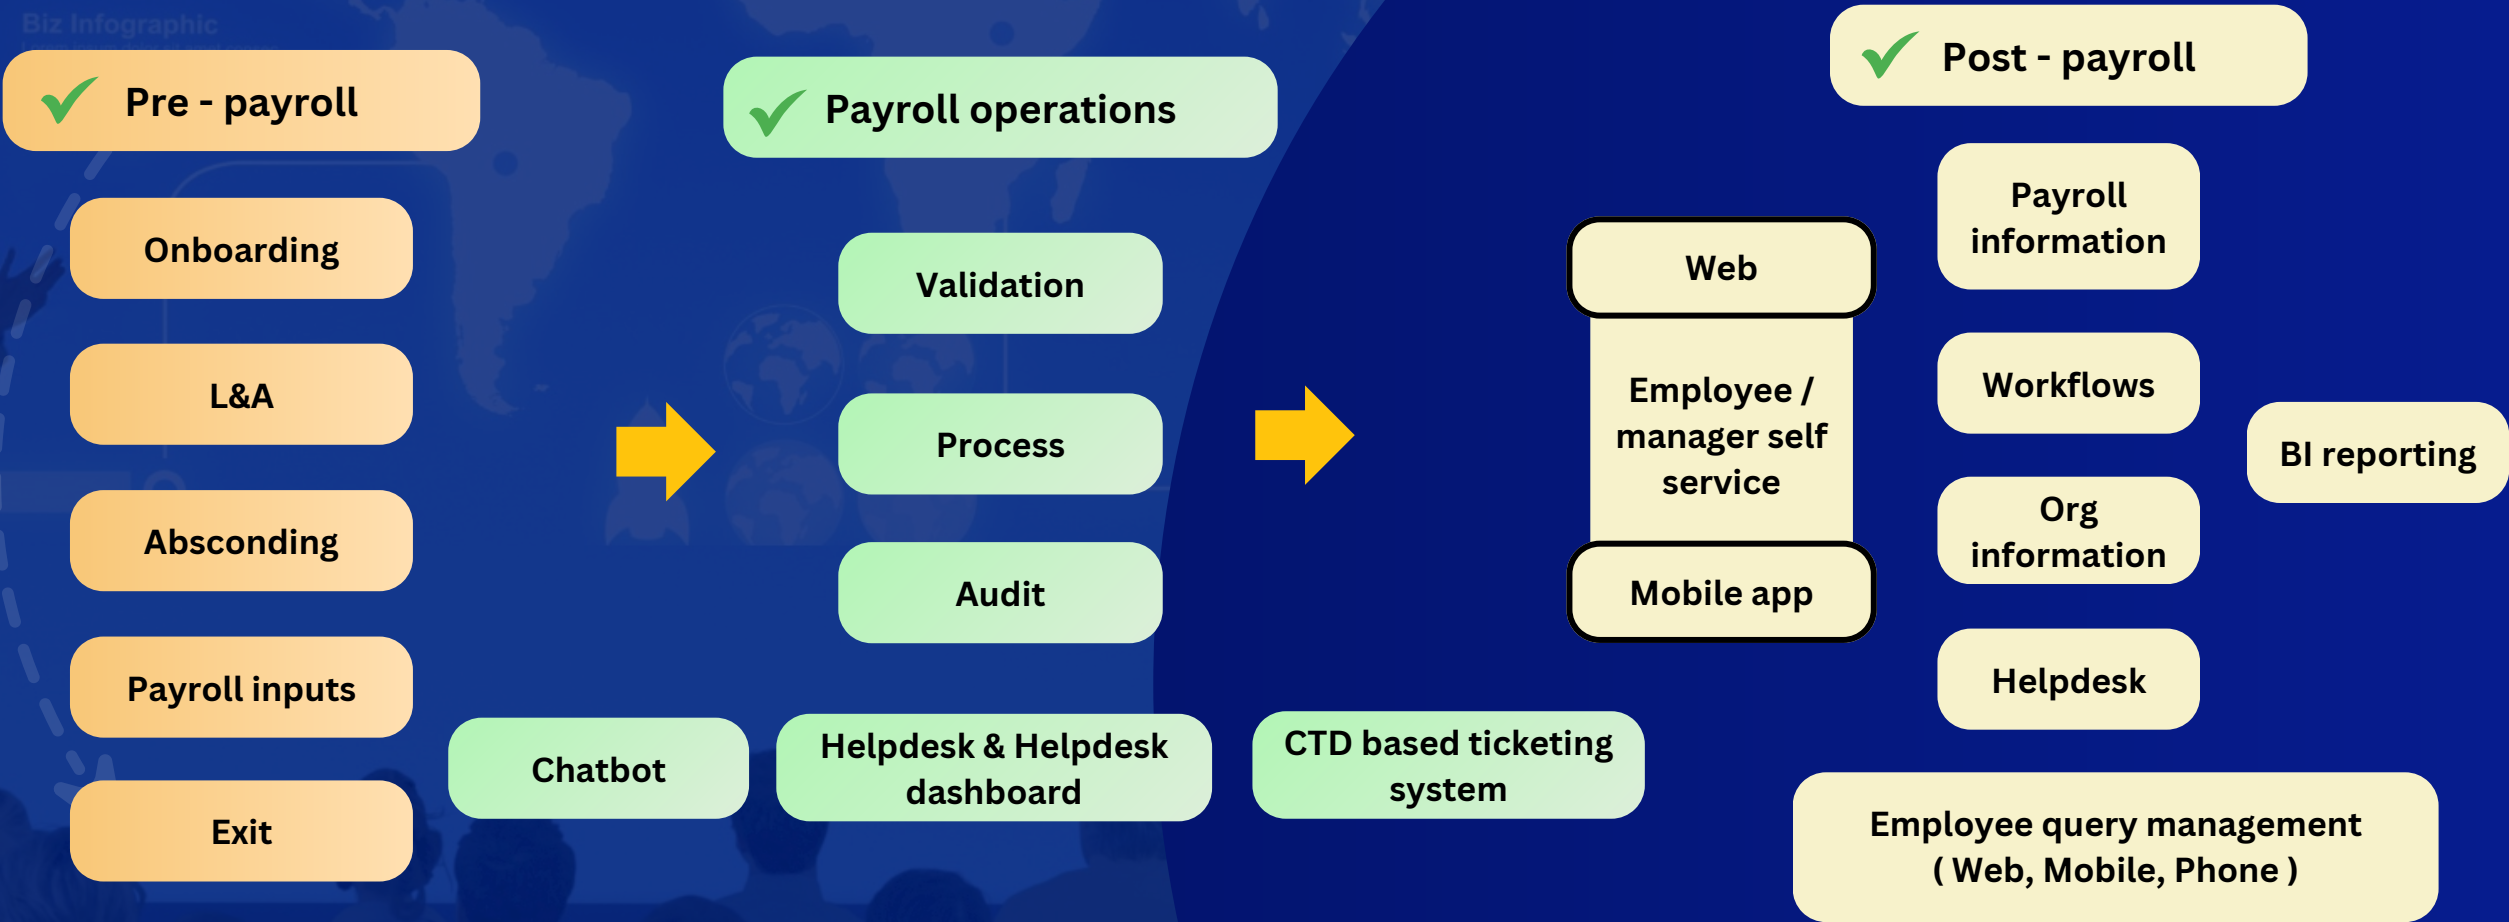 Biz Infographic
Pre - payroll
Onboarding
L&A
Absconding
Payroll inputs
Exit
Payroll operations
Validation
Process
Audit
Chatbot
Helpdesk & Helpdesk
dashboard
CTD based ticketing
system
Post - payroll
Web
Employee /
manager self
service
Mobile app
Payroll
information
Workflows
Org
information
Helpdesk
BI reporting
Employee query management
( Web, Mobile, Phone )